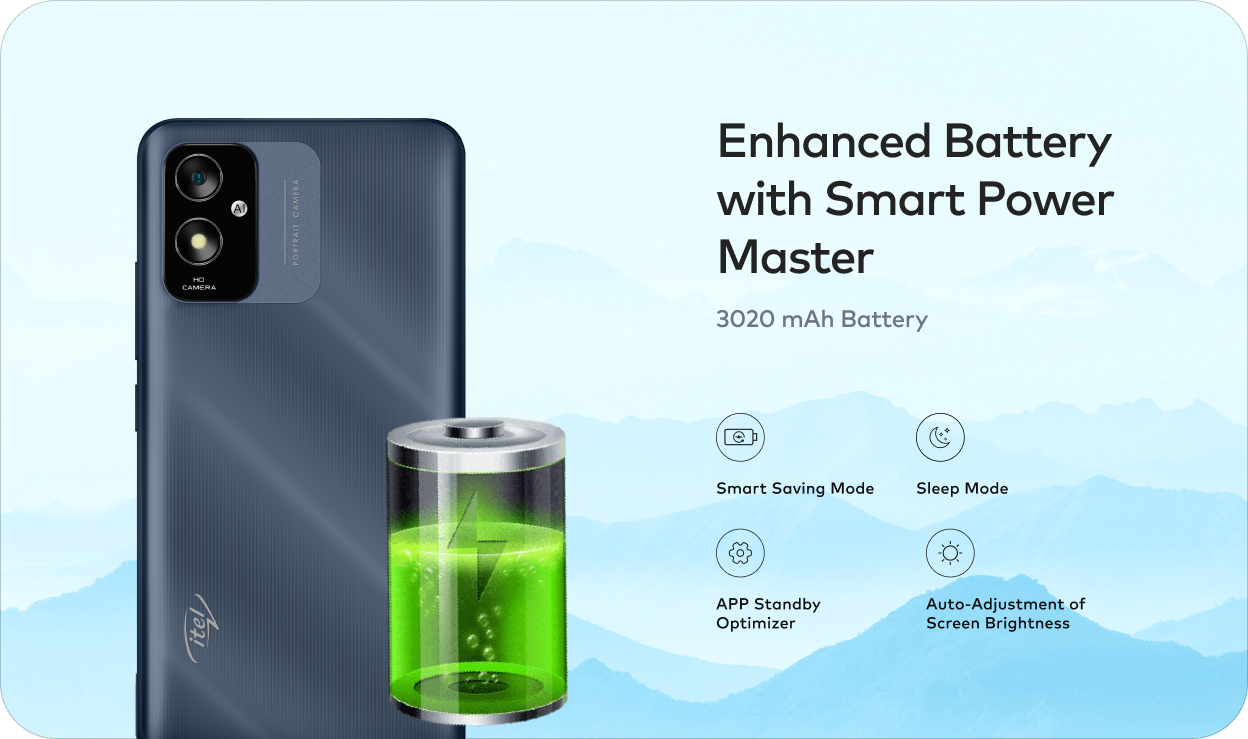 AI
PORTRAIT CAMERA
HD
CAMERA
itel
Enhanced Battery
with Smart Power
Master
3020 mAh Battery
Smart Saving Mode
Sleep Mode
APP Standby
Optimizer
Auto-Adjustment of
Screen Brightness